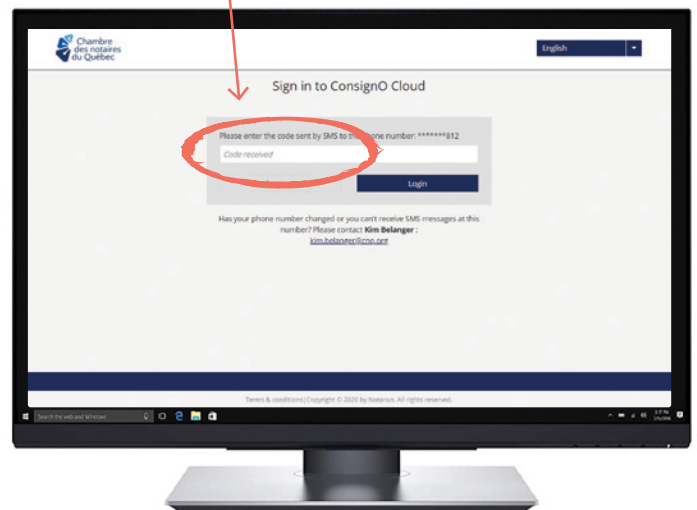 Chambre
des notaires
du Québec
English
Sign in to ConsignO Cloud
Please enter the code sent by SMS to the phone number: *******812
Code received
Login
Has your phone number changed or you can't receive SMS messages at this
number? Please contact Kim Belanger :
kim.belanger@cnp.org
Terms & conditions|Copyright © 2020 by Notarius. All rights reserved.
Search the web and Windows